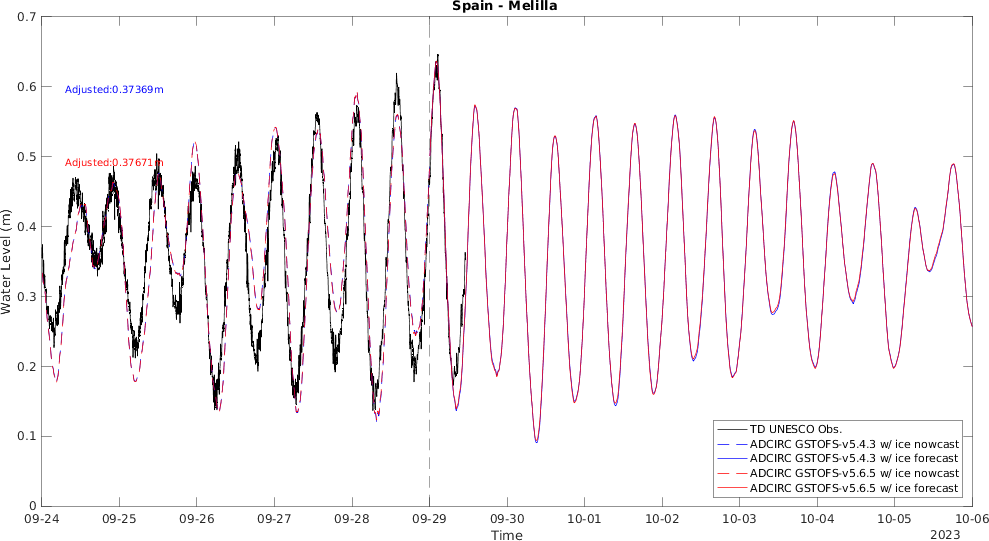 Spain - Melilla
0.7
0.6
0.5
0.4
0.3
0.2
0.1
0
Water Level (m)
Adjusted:0.37369m
Adjusted:0.37671m
TD UNESCO Obs.
ADCIRC GSTOFS-v5.4.3 w/ ice nowcast
ADCIRC GSTOFS-v5.4.3 w/ ice forecast
ADCIRC GSTOFS-v5.6.5 w/ ice nowcast
ADCIRC GSTOFS-v5.6.5 w/ ice forecast
09-24 09-25 09-26 09-27 09-28 09-29 09-30 10-01 10-02 10-03 10-04 10-05 10-06
Time
2023